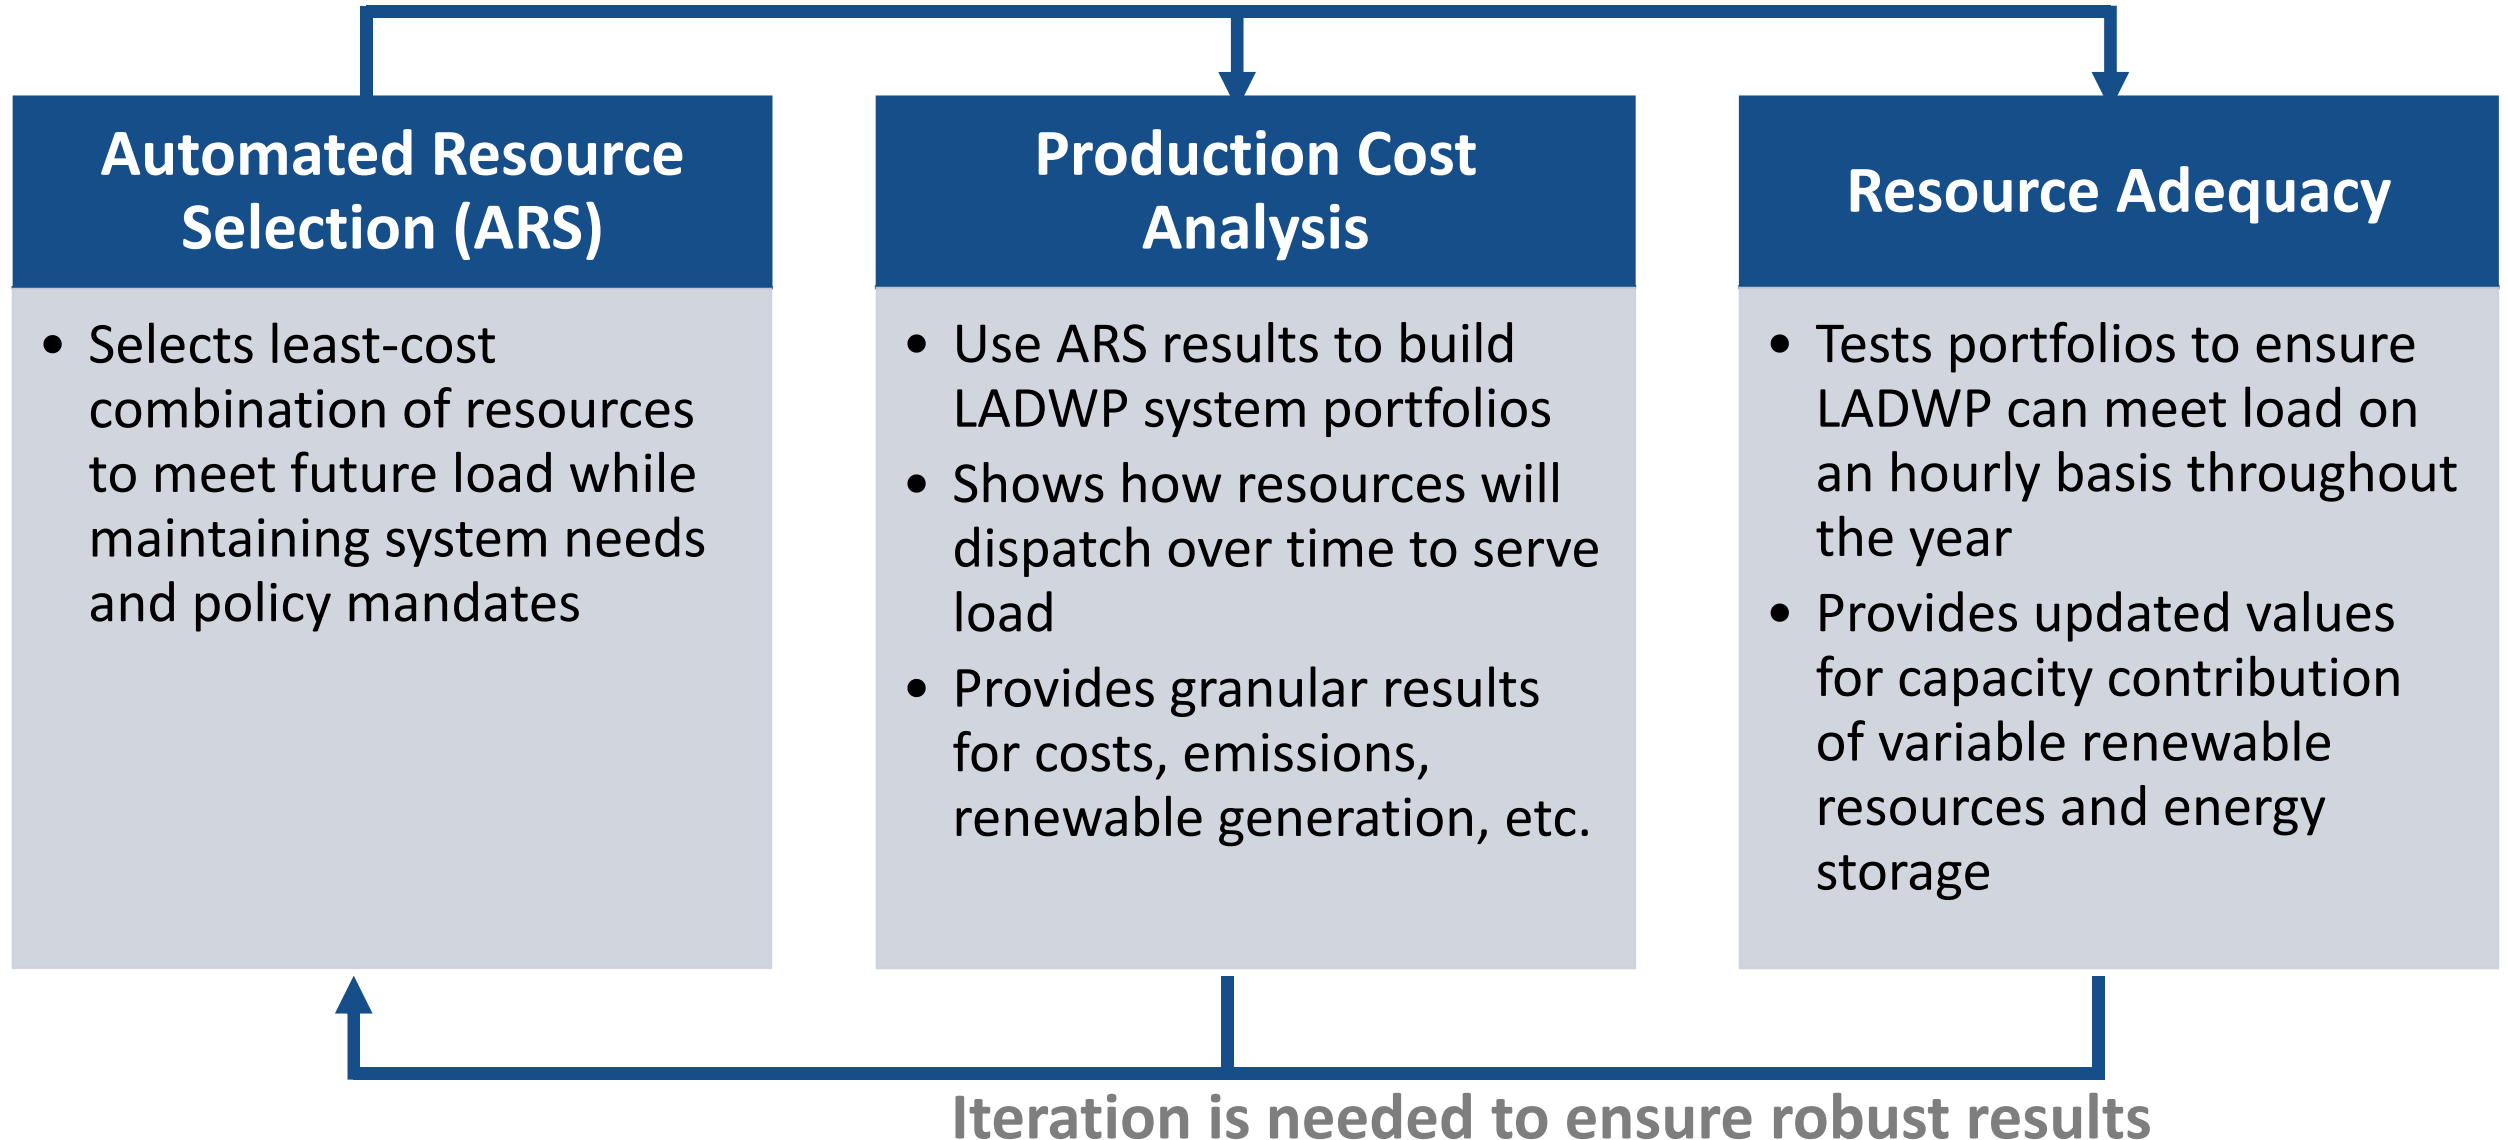 Automated Resource
Selection (ARS)
• Selects least-cost
combination of resources
to meet future load while
maintaining system needs
and policy mandates
Production Cost
Analysis
• Use ARS results to build
LADWP system portfolios
• Shows how resources will
dispatch over time to serve
load
• Provides granular results
for costs, emissions,
renewable generation, etc.
Resource Adequacy
• Tests portfolios to ensure
LADWP can meet load on
an hourly basis throughout
the year
• Provides updated values
for capacity contribution
of variable renewable
resources and energy
storage
Iteration is needed to ensure robust results